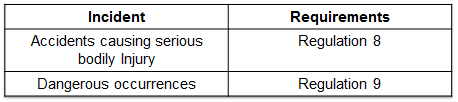 Incident Requirements
Accidents causing serious Regulation 8
bodily Injury
Dangerous occurrences Regulation 9